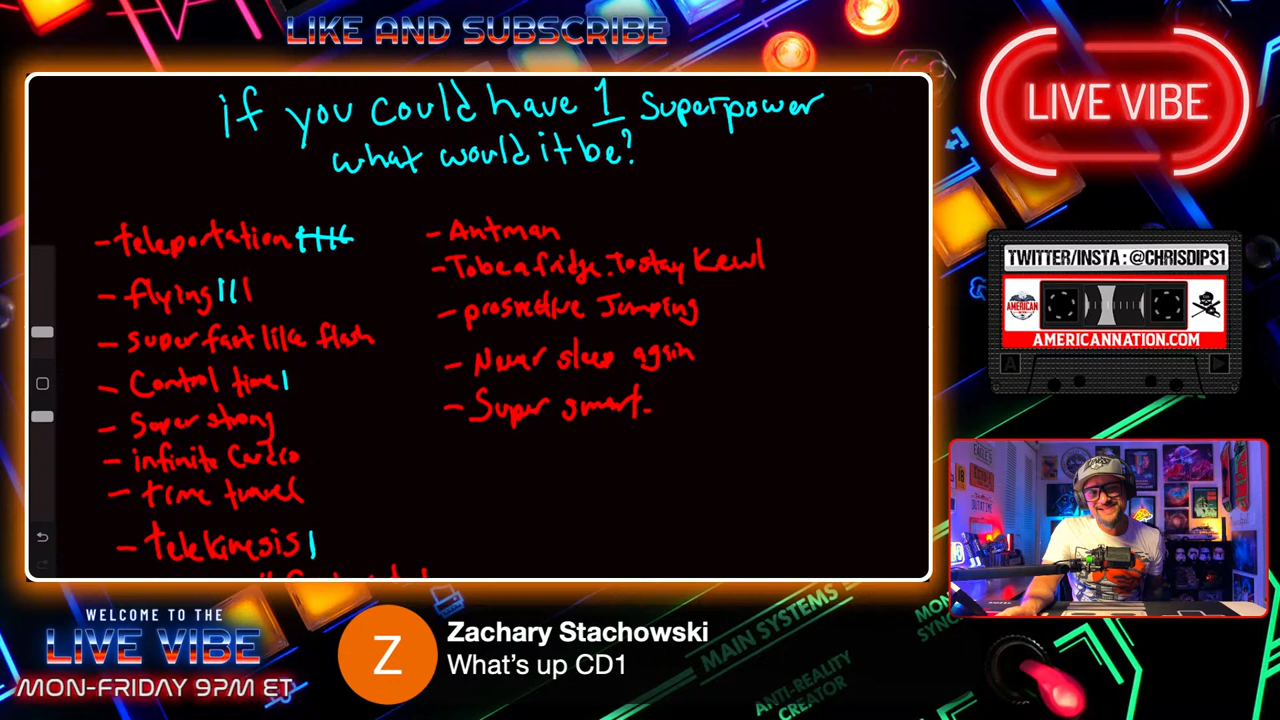 LIKE AND SUBSCRIBE
if you could have 1 Superpower
what would it be?
- teleportation
- flying
- super fast like flash
- Control time
- Super strong
- infinite
- time travel
- telekinesis
- Antman
- To be a fridge. To stay Kewl
- Jumping
- Never sleep again
- Super smart
LIVE VIBE
TWITTER/INSTA : @CHRISDIPS1
AMERICAN
AMERICANNATION.COM
A
WELCOME TO THE
LIVE VIBE
MON-FRIDAY 9PM ET
Z
Zachary Stachowski
What's up CD1
MAIN SYSTEMS
ANTI-REALITY
CREATOR